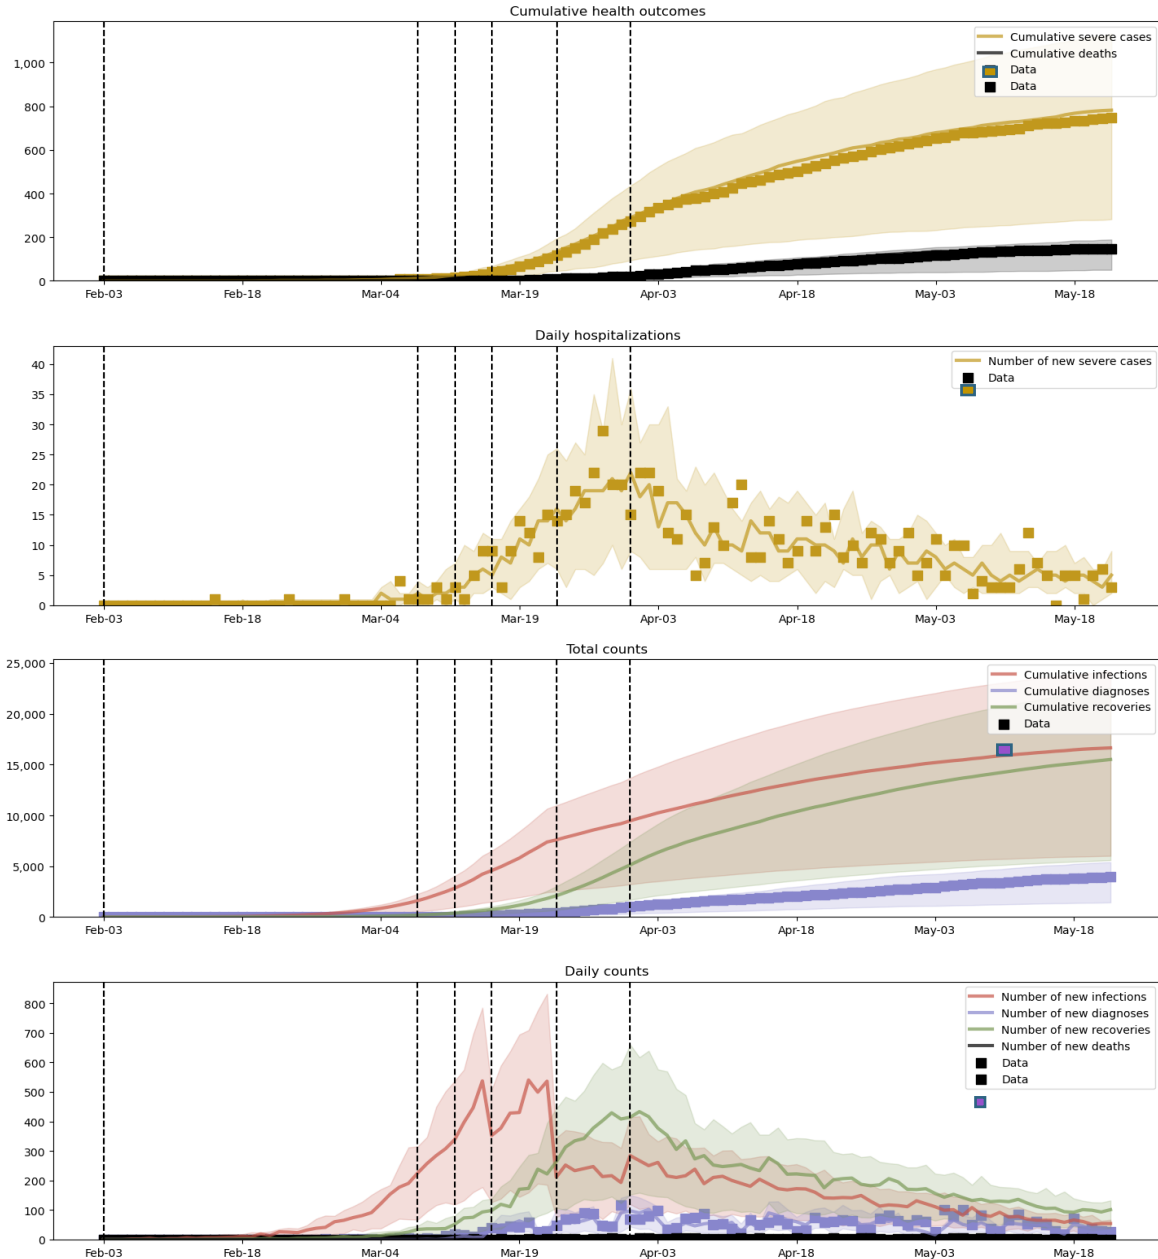 Cumulative health outcomes
Cumulative severe cases
Cumulative deaths
Data
Data
1,000
800
600
400
200
0
Feb-03 Feb-18 Mar-04 Mar-19 Apr-03 Apr-18 May-03 May-18
Daily hospitalizations
Number of new severe cases
Data
40
35
30
25
20
15
10
5
0
Feb-03 Feb-18 Mar-04 Mar-19 Apr-03 Apr-18 May-03 May-18
Total counts
Cumulative infections
Cumulative diagnoses
Cumulative recoveries
Data
25,000
20,000
15,000
10,000
5,000
0
Feb-03 Feb-18 Mar-04 Mar-19 Apr-03 Apr-18 May-03 May-18
Daily counts
Number of new infections
Number of new diagnoses
Number of new recoveries
Number of new deaths
Data
Data
800
700
600
500
400
300
200
100
0
Feb-03 Feb-18 Mar-04 Mar-19 Apr-03 Apr-18 May-03 May-18